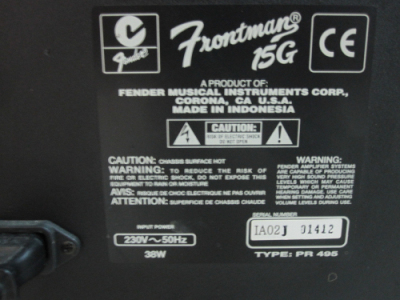 Fender
Frontman®
15G
CE
A PRODUCT OF:
FENDER MUSICAL INSTRUMENTS CORP.,
CORONA, CA U.S.A.
MADE IN INDONESIA
CAUTION:
RISK OF ELECTRIC SHOCK
DO NOT OPEN
CAUTION: CHASSIS SURFACE HOT
WARNING: TO REDUCE THE RISK OF
FIRE OR ELECTRIC SHOCK, DO NOT EXPOSE THIS
EQUIPMENT TO RAIN OR MOISTURE
AVIS: RISQUE DE CHOC ELECTRIQUE NE PAS OUVRIR
ATTENTION: SUPERFICIE DE CHASSIS CHAUDE
WARNING:
FENDER AMPLIFIER SYSTEMS
ARE CAPABLE OF PRODUCING
VERY HIGH SOUND PRESSURE
LEVELS WHICH MAY CAUSE
TEMPORARY OR PERMANENT
HEARING DAMAGE. USE CARE
WHEN SETTING AND ADJUSTING
VOLUME LEVELS DURING USE.
INPUT POWER
230V~50Hz
38W
SERIAL NUMBER
IA02J 01412
TYPE: PR 495